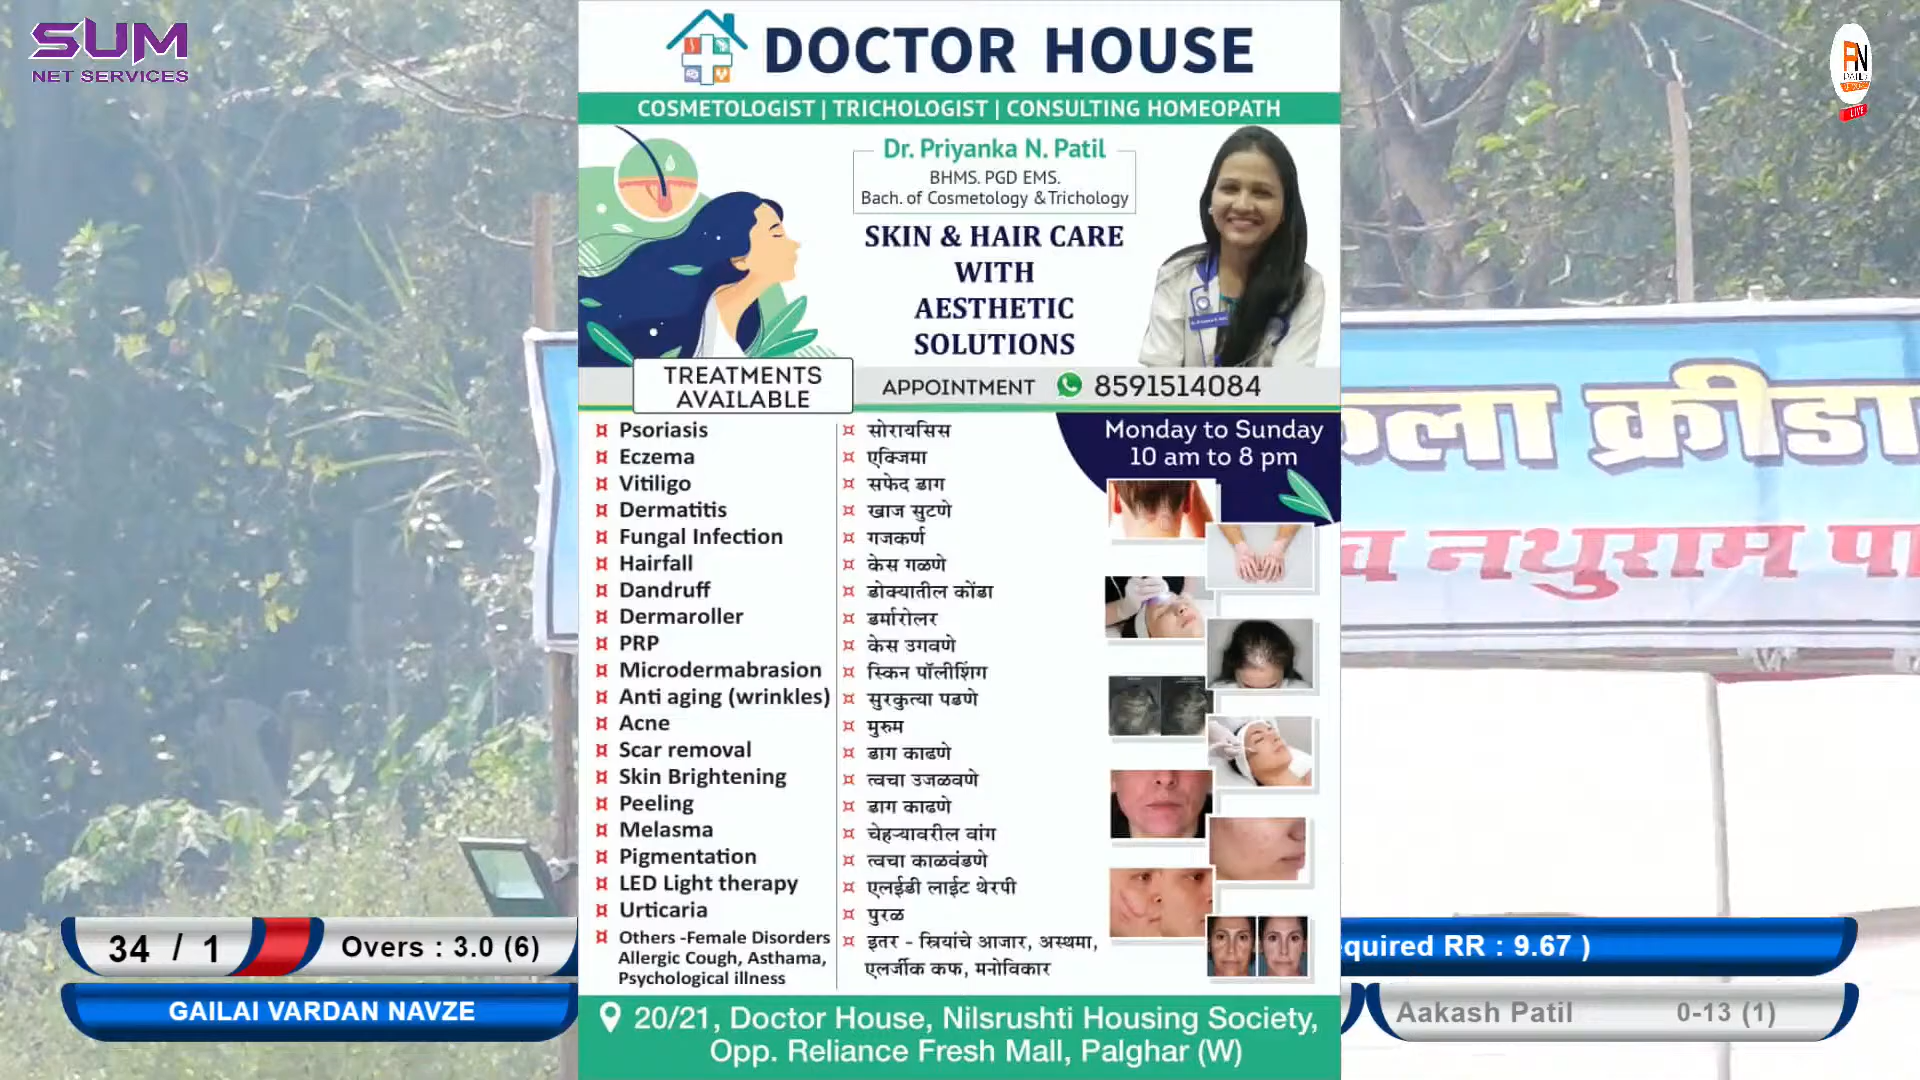 SUM
NET SERVICES
DOCTOR HOUSE
COSMETOLOGIST | TRICHOLOGIST | CONSULTING HOMEOPATH
Dr. Priyanka N. Patil
BHMS. PGD EMS.
Bach. of Cosmetology & Trichology
SKIN & HAIR CARE
WITH
AESTHETIC
SOLUTIONS
TREATMENTS
AVAILABLE
APPOINTMENT 8591514084
Monday to Sunday
10 am to 8 pm
Psoriasis
Eczema
Vitiligo
Dermatitis
Fungal Infection
Hairfall
Dandruff
Dermaroller
PRP
Microdermabrasion
Anti aging (wrinkles)
Acne
Scar removal
Skin Brightening
Peeling
Melasma
Pigmentation
LED Light therapy
Urticaria
Others -Female Disorders
Allergic Cough, Asthama,
Psychological illness
सोरायसिस
एक्जिमा
सफेद डाग
खाज सुटणे
गजकर्ण
केस गळणे
डोक्यातील कोंडा
डर्मारोलर
केस उगवणे
स्किन पॉलीशिंग
सुरकुत्या पडणे
मुरुम
डाग काढणे
त्वचा उजळवणे
डाग काढणे
चेहऱ्यावरील वांग
त्वचा काळवंडणे
एलईडी लाईट थेरपी
पुरळ
इतर - स्त्रियांचे आजार, अस्थमा,
एलर्जीक कफ, मनोविकार
20/21, Doctor House, Nilsrushti Housing Society,
Opp. Reliance Fresh Mall, Palghar (W)
कला क्रीडा
व नथुराम पा
34 / 1
Overs : 3.0 (6)
GAILAI VARDAN NAVZE
quired RR : 9.67 )
Aakash Patil 0-13 (1)
LIVE